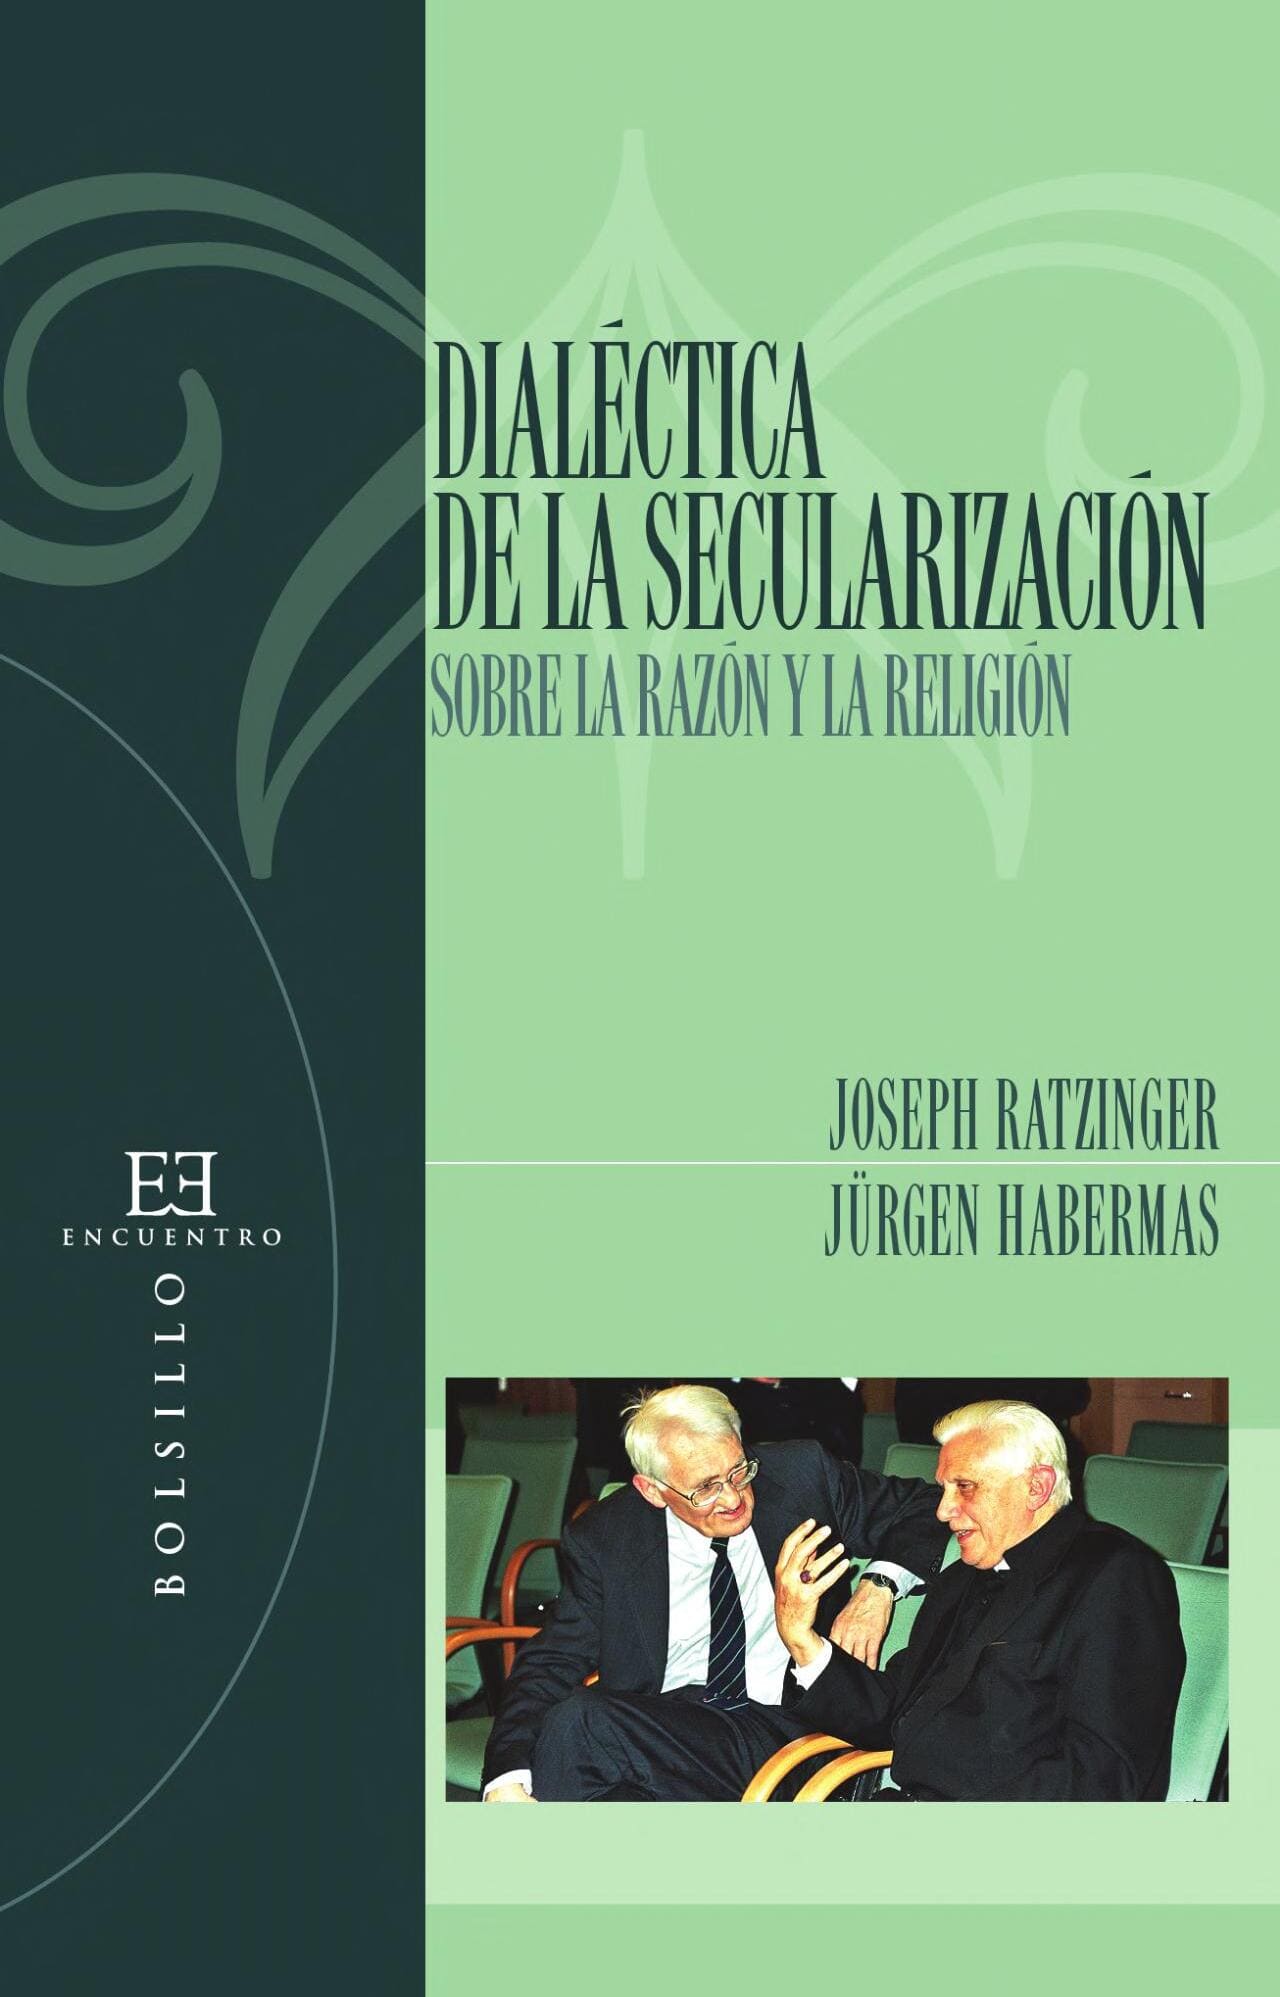 DIALÉCTICA
DE LA SECULARIZACIÓN
SOBRE LA RAZÓN Y LA RELIGIÓN
JOSEPH RATZINGER
JÜRGEN HABERMAS
EE
ENCUENTRO
BOLSILLO